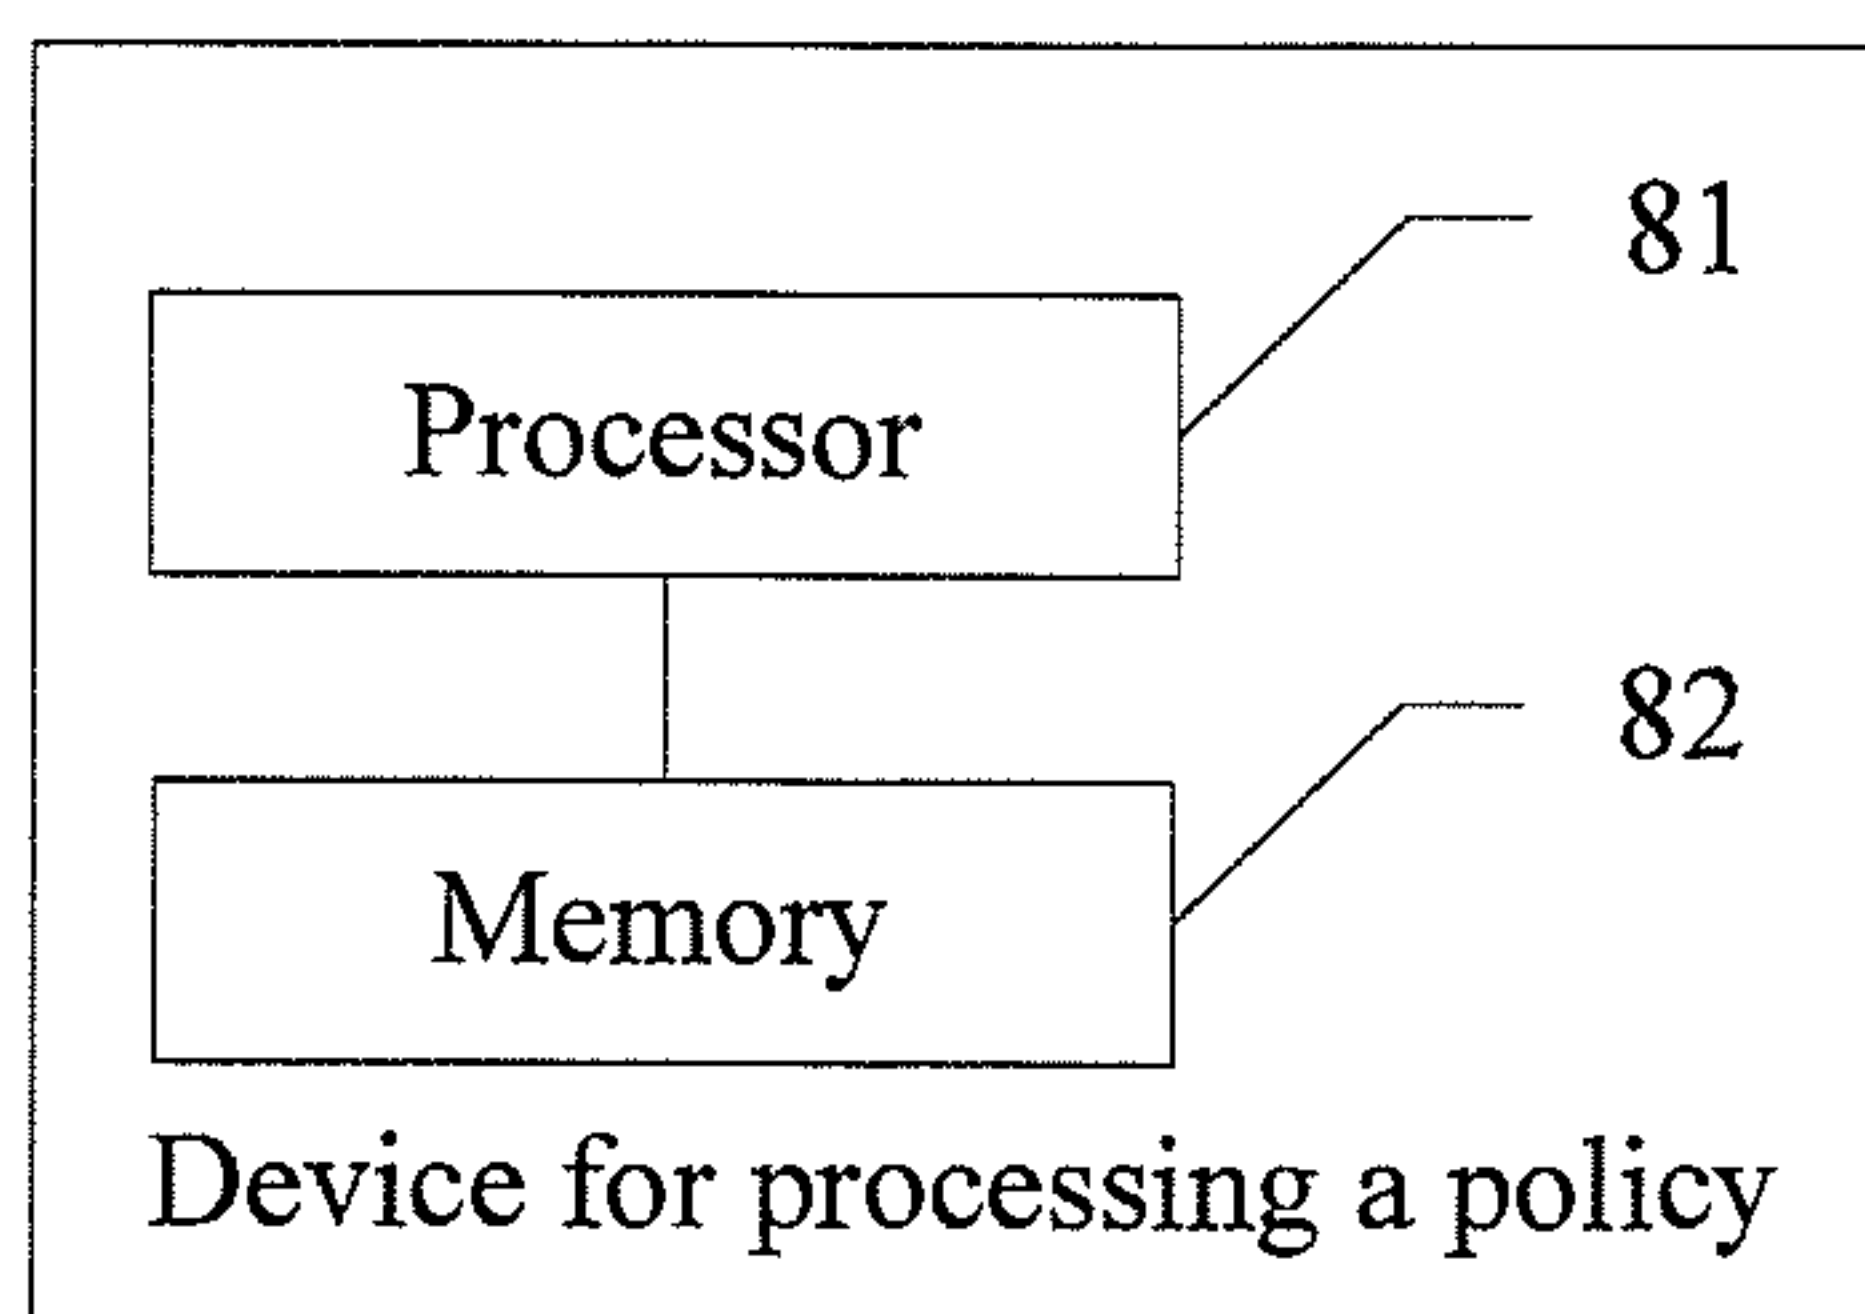 81
Processor
82
Memory
Device for processing a policy